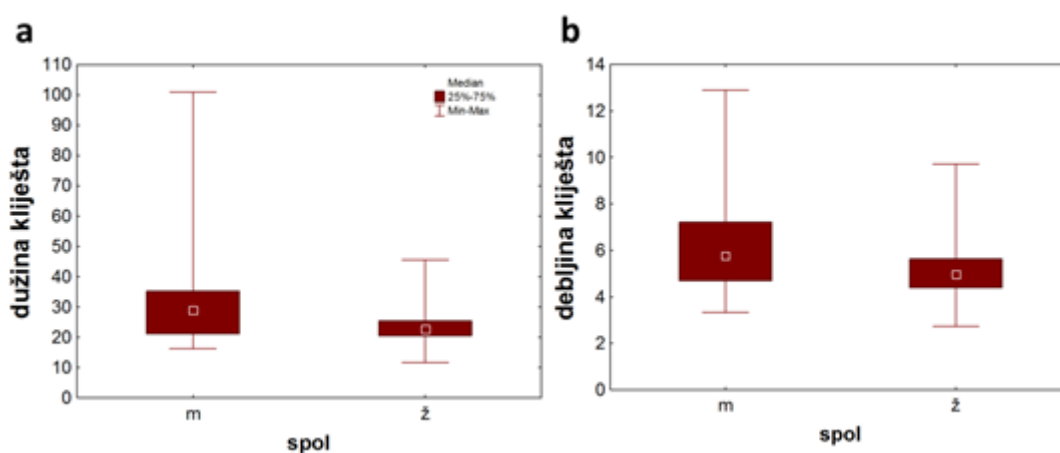 a
dužina kliješta
110
100
90
80
70
60
50
40
30
20
10
0
Median
25%-75%
Min-Max
m
ž
spol
b
debljina kliješta
14
12
10
8
6
4
2
0
m
ž
spol